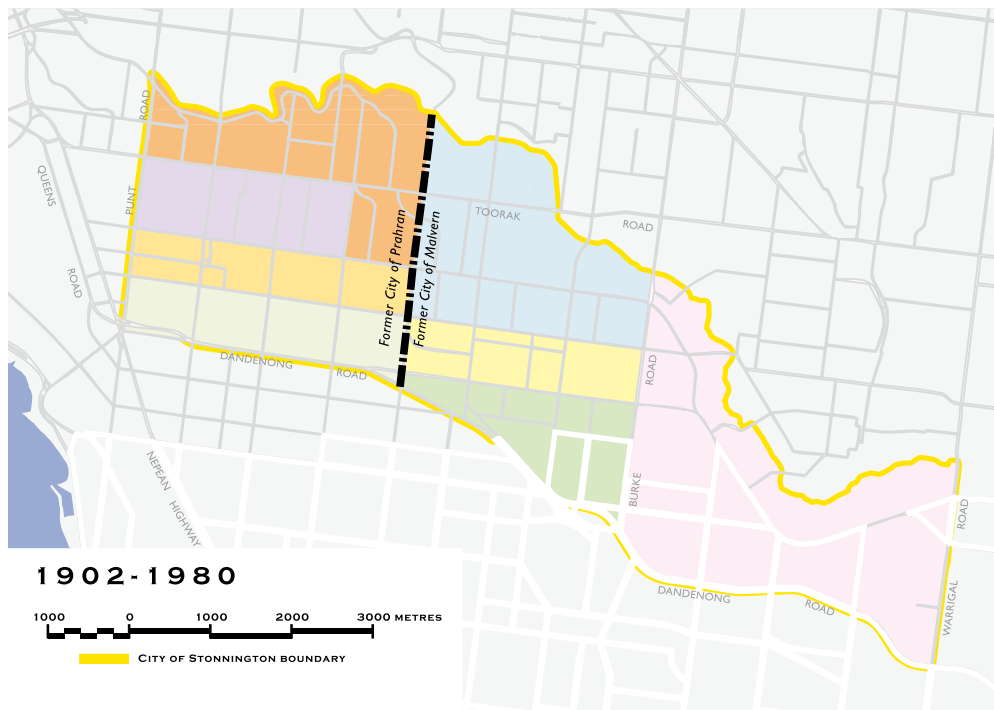 ROAD
PUNT
QUEENS
ROAD
TOORAK
ROAD
Former City of Prahran
Former City of Malvern
DANDENONG
ROAD
ROAD
BURKE
NEPEAN HIGHWAY
ROAD
WARRIGAL
DANDENONG
ROAD
1902-1980
1000 0 1000 2000 3000 METRES
CITY OF STONNINGTON BOUNDARY